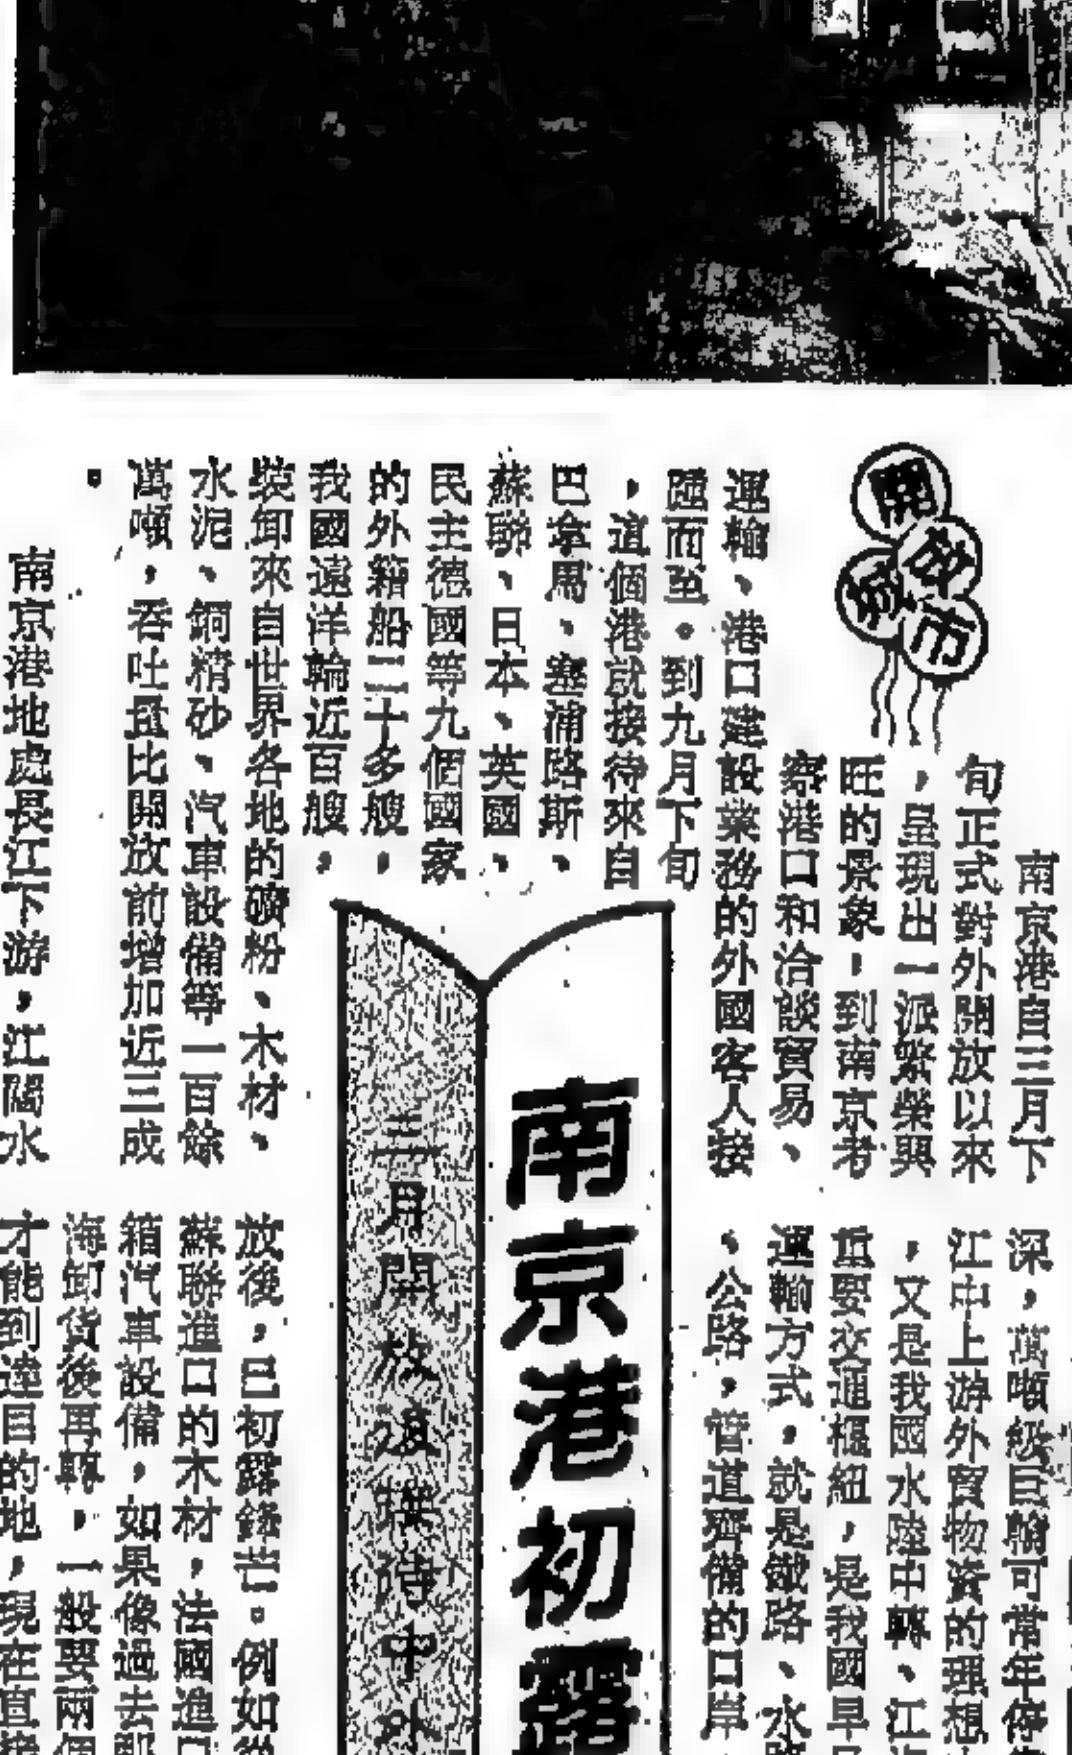 開放城市
南京港初露
三月開放後 待中外
南京港自三月下
旬正式對外開放以來
，呈現出一派繁榮興
旺的景象，到南京考
察港口和洽談貿易、
運輸、港口建設業務的外國客人接
踵而至。到九月下旬
，這個港就接待來自
巴拿馬、塞浦路斯、
蘇聯、日本、英國、
民主德國等九個國家
的外籍船二十多艘，
我國遠洋輪近百艘，
裝卸來自世界各地的礦粉、木材、
水泥、銅精砂、汽車設備等一百餘
萬噸，吞吐量比開放前增加近三成
。
南京港地處長江下游，江闊水
深，萬噸級巨輪可常年停
江中上游外貿物資的理想
，又是我國水陸中轉、江
重要交通樞紐，是我國早
運輸方式，就是鐵路、水路
、公路，管道齊備的口岸
放後，已初露鋒芒。例如從
蘇聯進口的木材，法國進口
箱汽車設備，如果像過去那
海卸貨後再轉，一般要兩個
才能到達目的地，現在直接